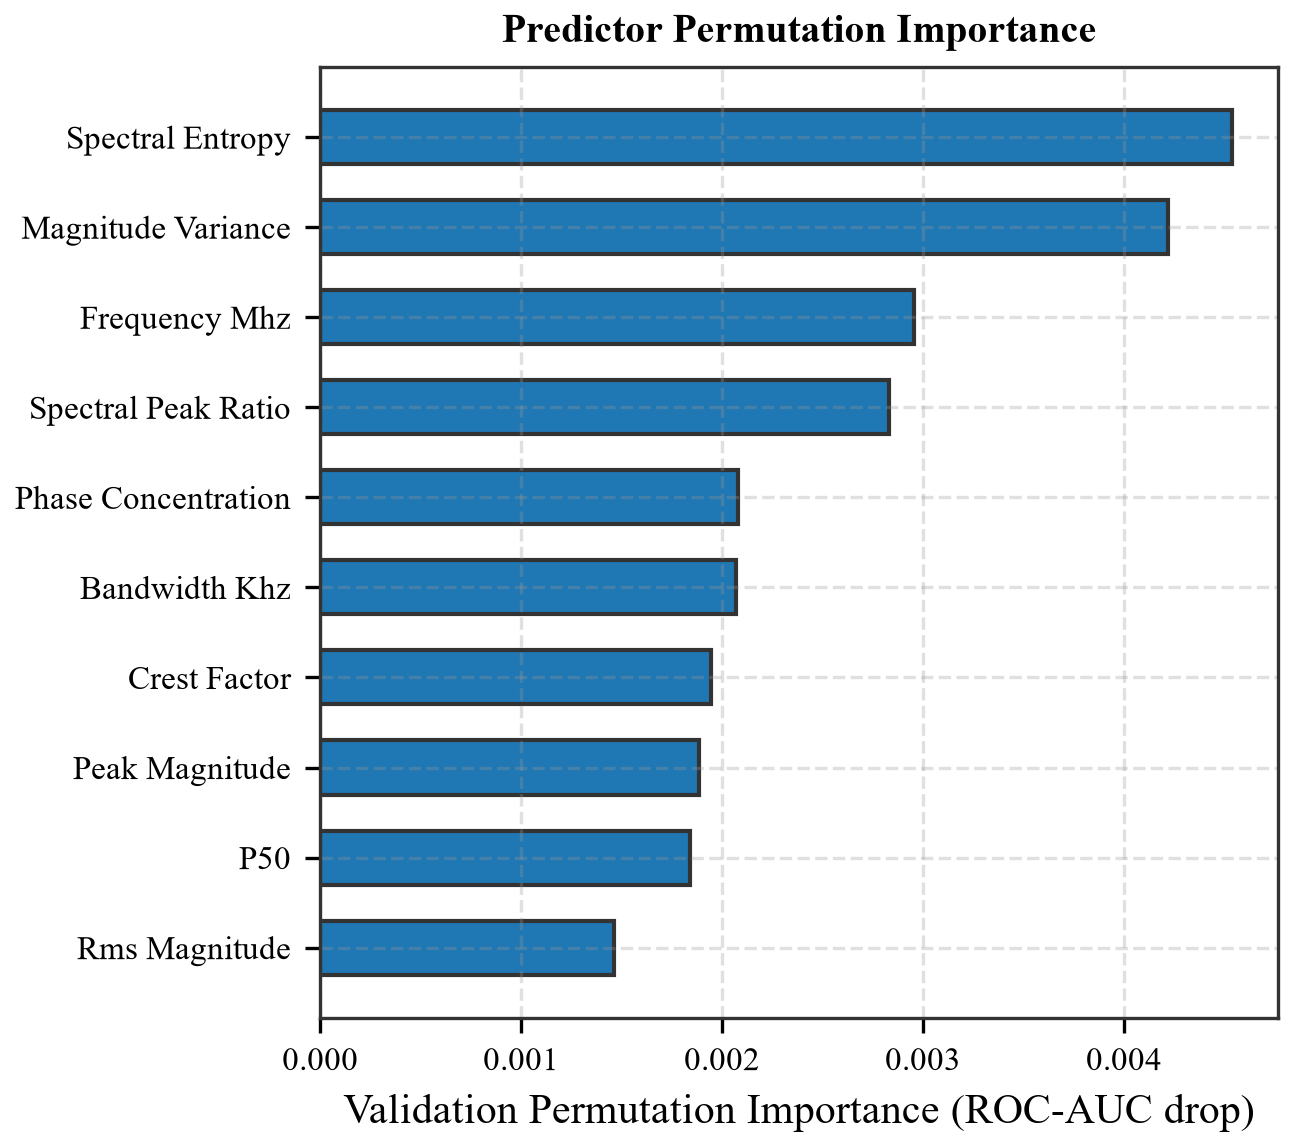 Predictor Permutation Importance
Spectral Entropy
Magnitude Variance
Frequency Mhz
Spectral Peak Ratio
Phase Concentration
Bandwidth Khz
Crest Factor
Peak Magnitude
P50
Rms Magnitude
0.000 0.001 0.002 0.003 0.004
Validation Permutation Importance (ROC-AUC drop)